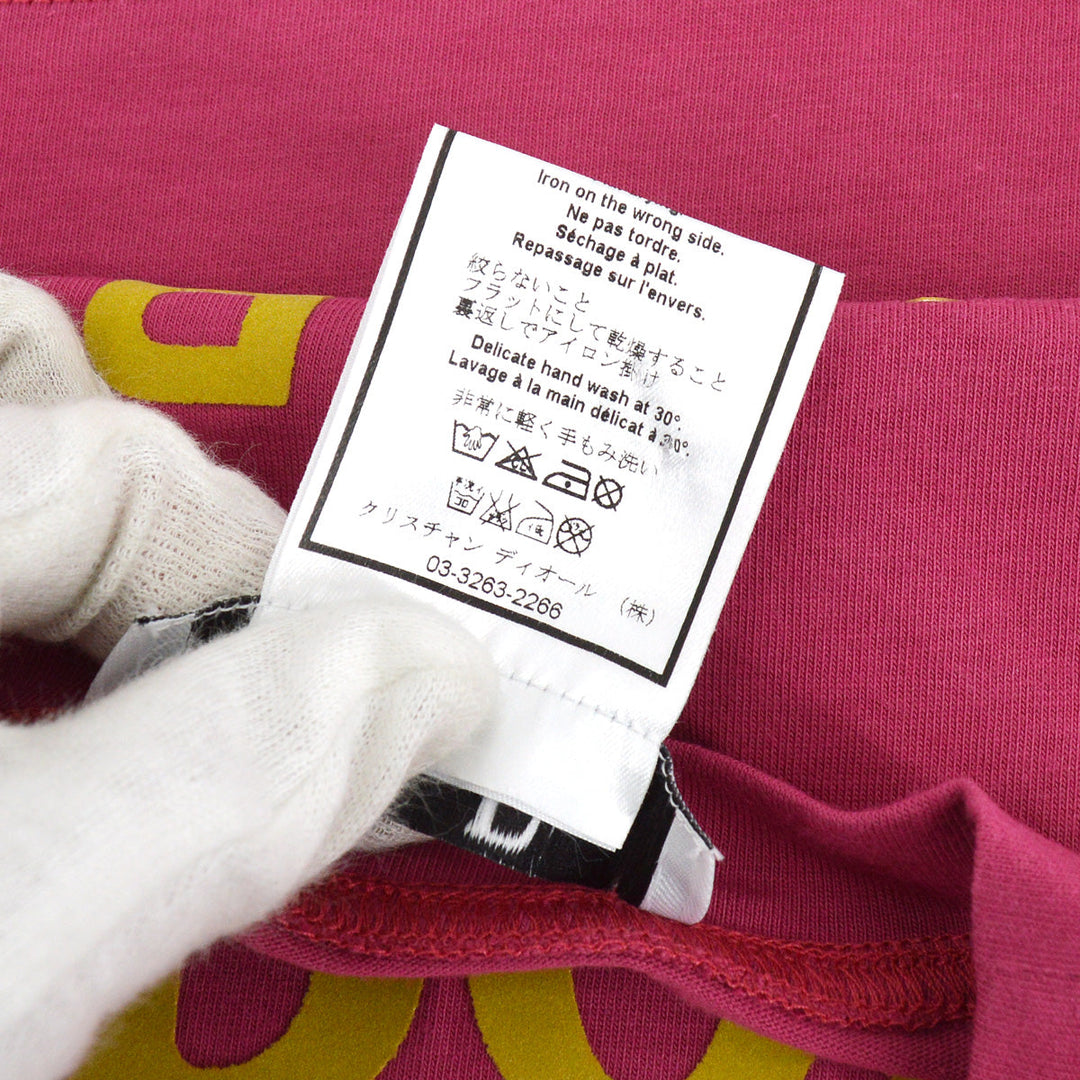 Iron on the wrong side.
Ne pas tordre.
Séchage à plat.
Repassage sur l'envers.
絞らないこと
フラットにして乾燥すること
裏返しでアイロン掛け
Delicate hand wash at 30°
Lavage à la main délicat à 30°.
非常に軽く手もみ洗い
クリスチャン ディオール (株)
03-3263-2266
D